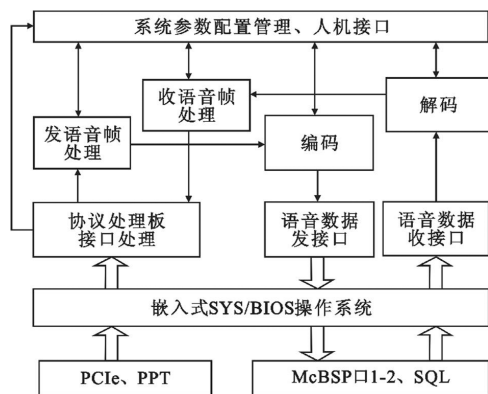 系统参数配置管理、人机接口
收语音帧
处理
解码
发语音帧
处理
编码
协议处理板
接口处理
语音数据
发接口
语音数据
收接口
嵌入式SYS/BIOS操作系统
PCIe、PPT
McBSP口1-2、SQL